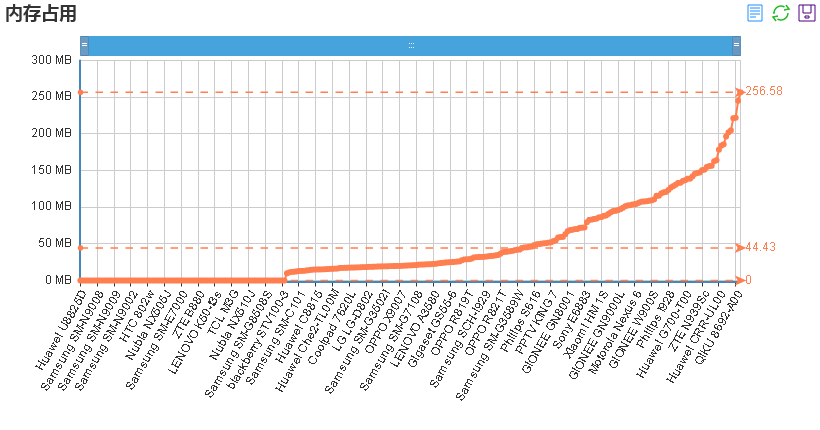 内存占用
300 MB
250 MB
200 MB
150 MB
100 MB
50 MB
0 MB
256.58
44.43
0
Huawei U8825D
Samsung SM-N9008
Samsung SM-N9009
Samsung SM-N9002
HTC 802w
Nubia NX505J
Samsung SM-E7000
ZTE B880
LENOVO K50-t3s
TCL M3G
Nubia NX510J
Samsung SM-G8508S
blackberry STV100-3
Samsung SM-C101
Huawei C8815
Huawei Che2-TL00M
Coolpad 7620L
LG LG-D802
Samsung SM-G3502I
OPPO X9007
Samsung SM-G7108
LENOVO A3860
Gigaset GS55-6
OPPO R819T
Samsung SCH-I929
OPPO R821T
Samsung SM-G3589W
Philips S616
PPTV KING 7
GIONEE GN8001
Sony E6883
Xiaomi HM 1S
GIONEE GN9000L
Motorola Nexus 6
GIONEE W900S
Philips I928
Huawei G700-T00
ZTE N939Sc
Huawei CRR-UL00
QIKU 8692-A00